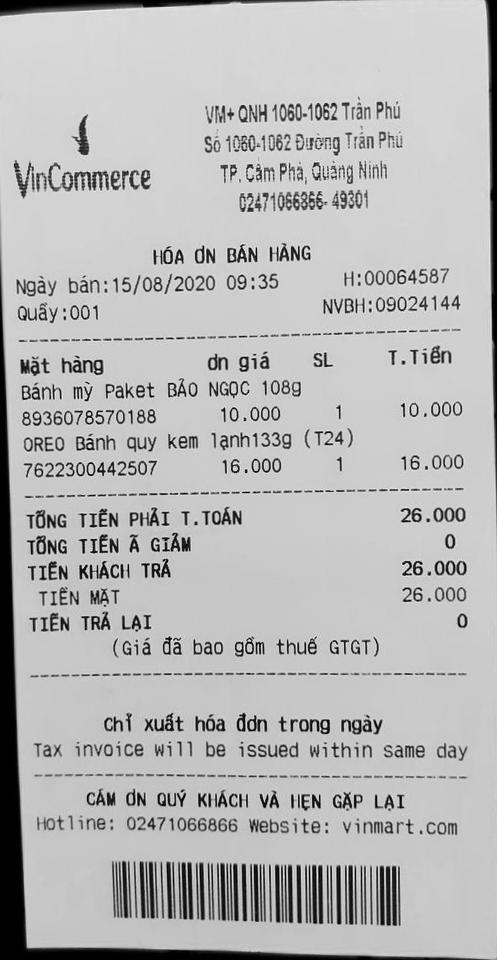 VinCommerce
VM+ QNH 1060-1062 Trần Phú
Số 1060-1062 Đường Trần Phú
TP. Cẩm Phả, Quảng Ninh
02471066866- 49301
HÓA ƠN BÁN HÀNG
Ngày bán:15/08/2020 09:35 H:00064587
Quầy:001 NVBH:09024144
Mặt hàng ơn giá SL T.Tiền
Bánh mỳ Paket BẢO NGỌC 108g
8936078570188 10.000 1 10.000
OREO Bánh quy kem lạnh133g (T24)
7622300442507 16.000 1 16.000
TỔNG TIỀN PHẢI T.TOÁN 26.000
TỔNG TIỀN Ã GIẢM 0
TIỀN KHÁCH TRẢ 26.000
TIỀN MẶT 26.000
TIỀN TRẢ LẠI 0
(Giá đã bao gồm thuế GTGT)
Chỉ xuất hóa đơn trong ngày
Tax invoice will be issued within same day
CÁM ƠN QUÝ KHÁCH VÀ HẸN GẶP LẠI
Hotline: 02471066866 Website: vinmart.com